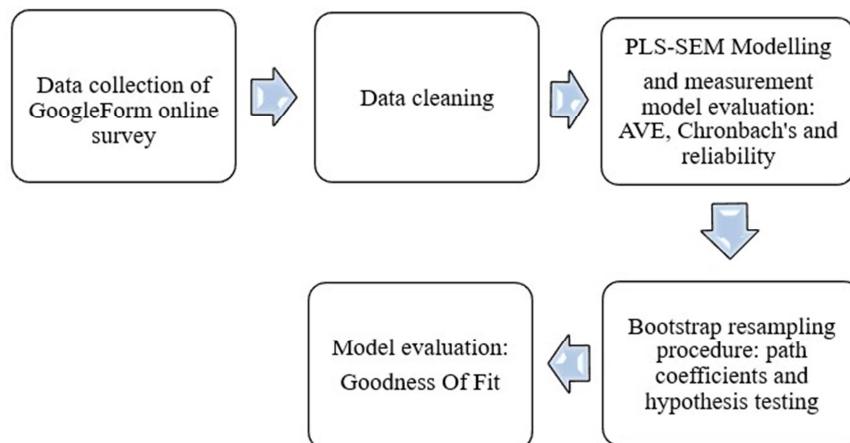 Data collection of
GoogleForm online
survey
Data cleaning
PLS-SEM Modelling
and measurement
model evaluation:
AVE, Chronbach's and
reliability
Bootstrap resampling
procedure: path
coefficients and
hypothesis testing
Model evaluation:
Goodness Of Fit